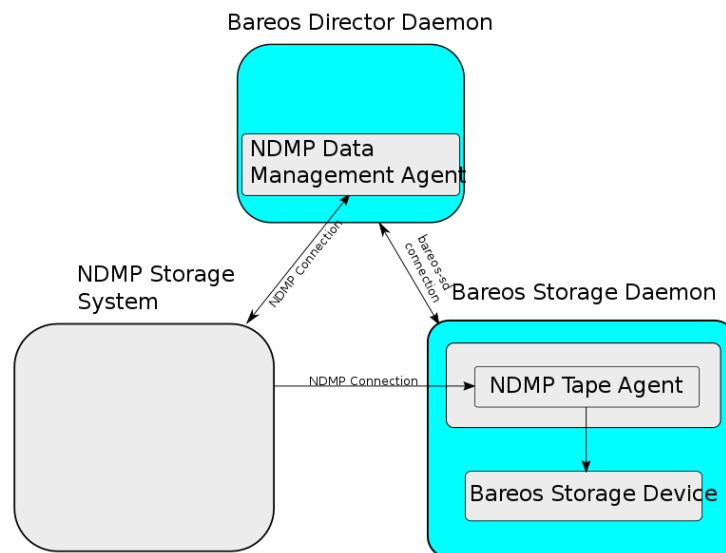 Bareos Director Daemon
NDMP Data
Management Agent
NDMP Connection
bareos-sd
connection
NDMP Storage
System
Bareos Storage Daemon
NDMP Connection
NDMP Tape Agent
Bareos Storage Device